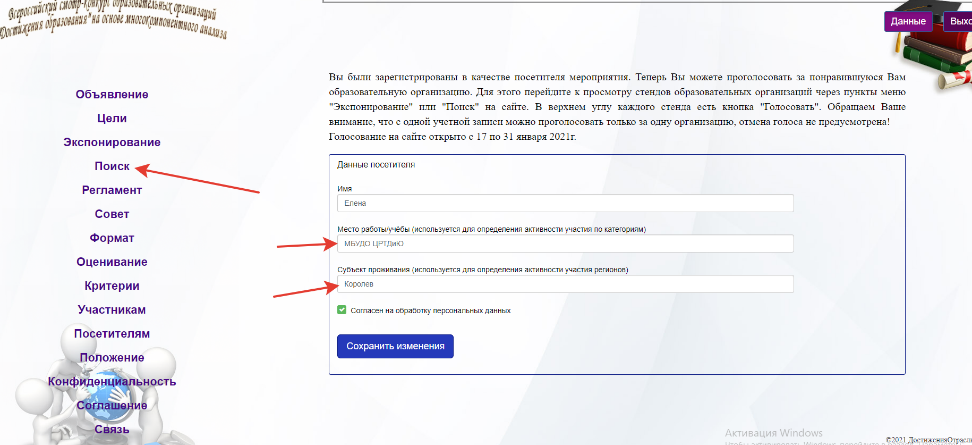 Всероссийский смотр-конкурс образовательных организаций
"Достижения образования" на основе многокомпонентного анализа
Данные
Объявление
Цели
Экспонирование
Поиск
Регламент
Совет
Формат
Оценивание
Критерии
Участникам
Посетителям
Положение
Конфиденциальность
Соглашение
Связь
Вы были зарегистрированы в качестве посетителя мероприятия. Теперь Вы можете проголосовать за понравившуюся Вам
образовательную организацию. Для этого перейдите к просмотру стендов образовательных организаций через пункты меню
"Экспонирование" или "Поиск" на сайте. В верхнем углу каждого стенда есть кнопка "Голосовать". Обращаем Ваше
внимание, что с одной учетной записи можно проголосовать только за одну организацию, отмена голоса не предусмотрена!
Голосование на сайте открыто с 17 по 31 января 2021г.
Данные посетителя
Имя
Елена
Место работы/учёбы (используется для определения активности участия по категориям)
МБУДО ЦРТДиЮ
Субъект проживания (используется для определения активности участия регионов)
Королев
Согласен на обработку персональных данных
Сохранить изменения
Активация Windows
©2021 ДостиженияОтрасли